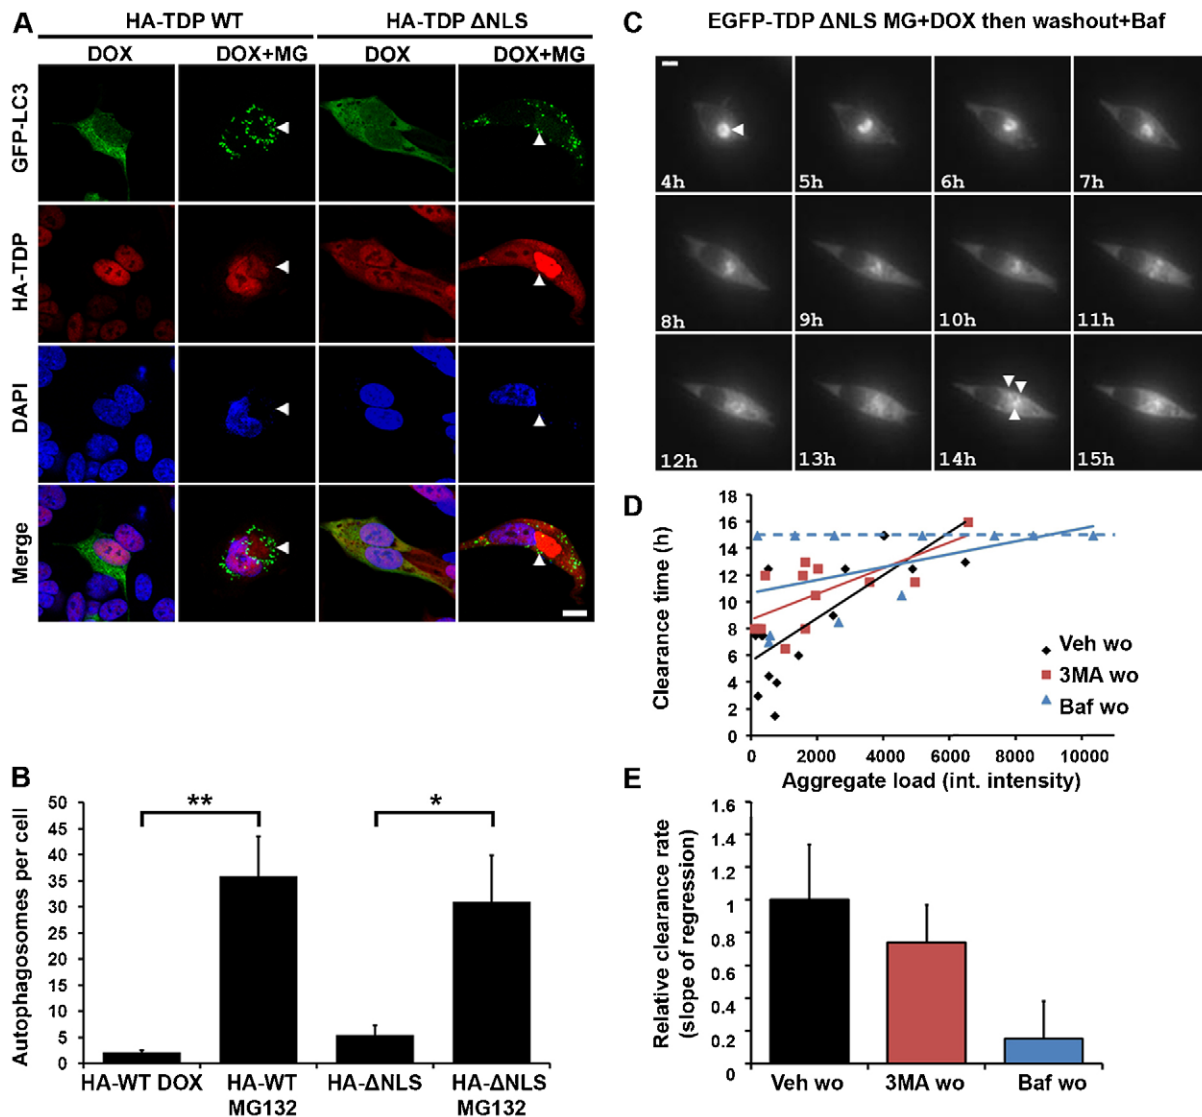 A
HA-TDP WT
HA-TDP ΔNLS
DOX
DOX+MG
DOX
DOX+MG
GFP-LC3
HA-TDP
DAPI
Merge
C
EGFP-TDP ΔNLS MG+DOX then washout+Baf
4h
5h
6h
7h
8h
9h
10h
11h
12h
13h
14h
15h
D
Clearance time (h)
18
16
14
12
10
8
6
4
2
0
0
2000
4000
6000
8000
10000
Aggregate load (int. intensity)
Veh wo
3MA wo
Baf wo
B
Autophagosomes per cell
50
45
40
35
30
25
20
15
10
5
0
**
*
HA-WT DOX
HA-WT
MG132
HA-ΔNLS
HA-ΔNLS
MG132
E
Relative clearance rate
(slope of regression)
1.6
1.4
1.2
1
0.8
0.6
0.4
0.2
0
Veh wo
3MA wo
Baf wo